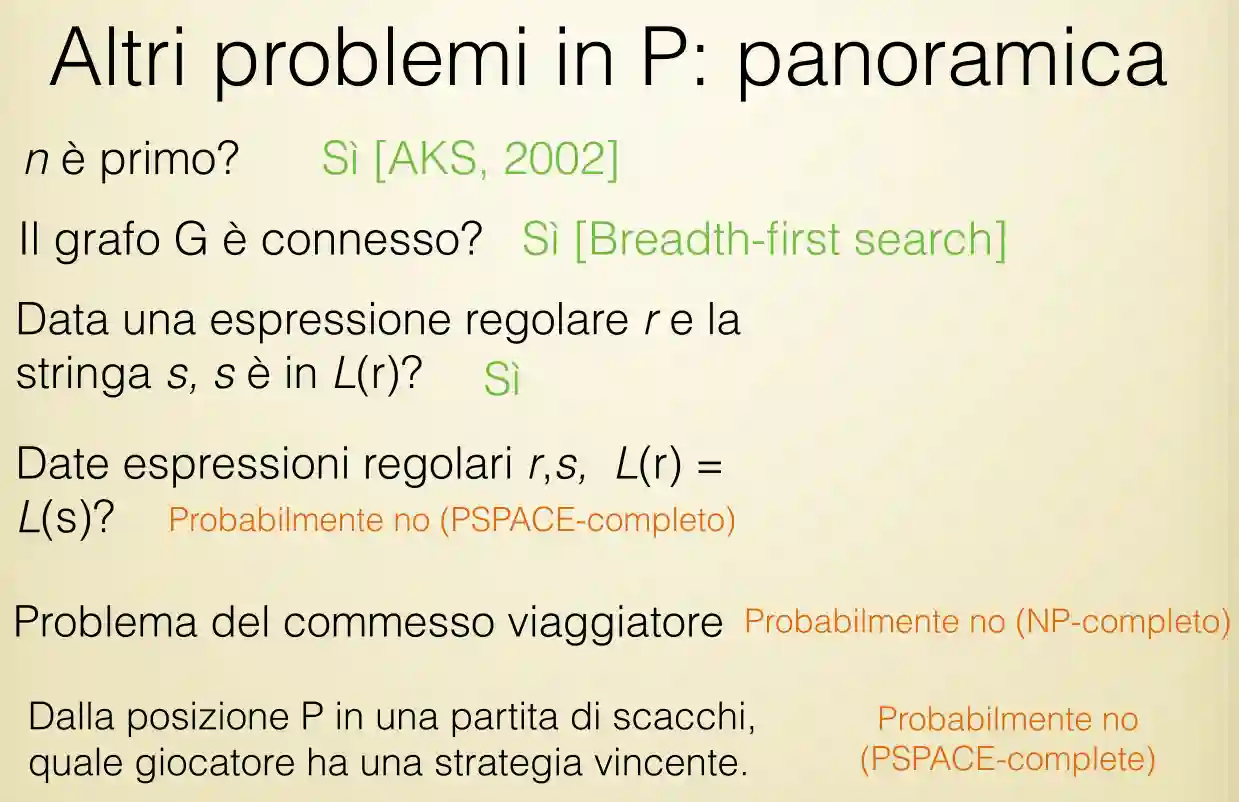 Altri problemi in P: panoramica
n è primo? Sì [AKS, 2002]
Il grafo G è connesso? Sì [Breadth-first search]
Data una espressione regolare r e la
stringa s, s è in L(r)? Sì
Date espressioni regolari r,s, L(r) =
L(s)? Probabilmente no (PSPACE-completo)
Problema del commesso viaggiatore Probabilmente no (NP-completo)
Dalla posizione P in una partita di scacchi,
quale giocatore ha una strategia vincente.
Probabilmente no
(PSPACE-complete)